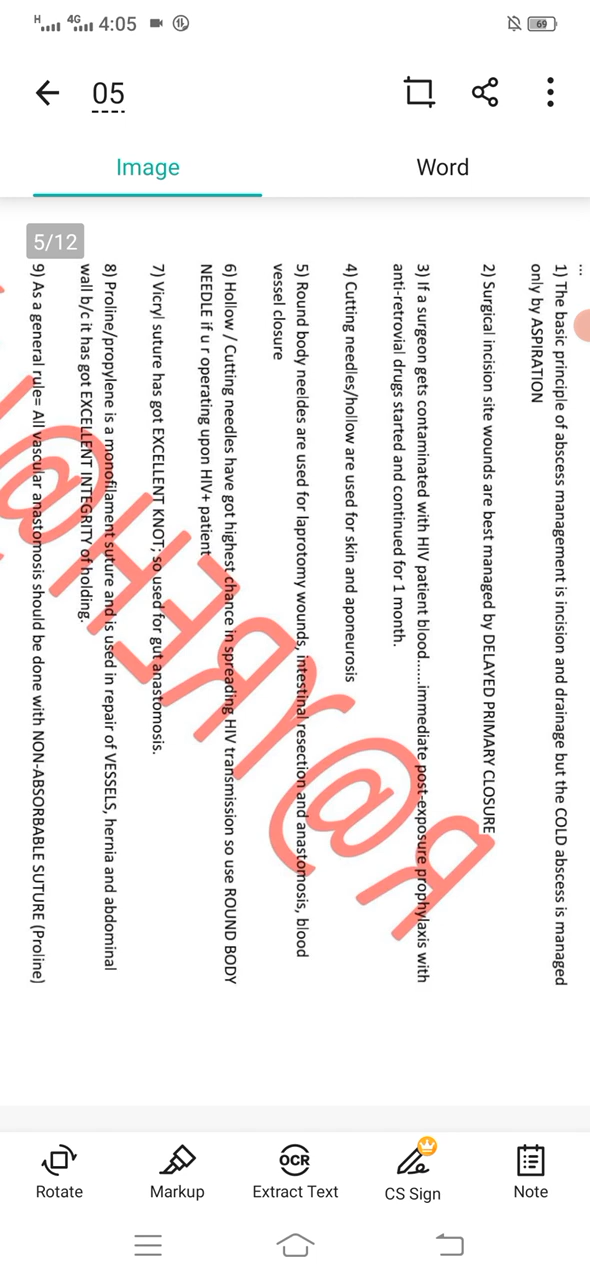 H 4G 4:05 69
05
Image Word
5/12
...
1) The basic principle of abscess management is incision and drainage but the COLD abscess is managed
only by ASPIRATION
2) Surgical incision site wounds are best managed by DELAYED PRIMARY CLOSURE
3) If a surgeon gets contaminated with HIV patient blood.......immediate post-exposure prophylaxis with
anti-retrovial drugs started and continued for 1 month.
4) Cutting needles/hollow are used for skin and aponeurosis
5) Round body neeldes are used for laprotomy wounds, intestinal resection and anastomosis, blood
vessel closure
6) Hollow / Cutting needles have got highest chance in spreading HIV transmission so use ROUND BODY
NEEDLE if u r operating upon HIV+ patient
7) Vicryl suture has got EXCELLENT KNOT; so used for gut anastomosis.
8) Proline/propylene is a monofilament suture and is used in repair of VESSELS, hernia and abdominal
wall b/c it has got EXCELLENT INTEGRITY of holding.
9) As a general rule= All vascular anastomosis should be done with NON-ABSORBABLE SUTURE (Proline)
Rotate Markup OCR Extract Text CS Sign Note